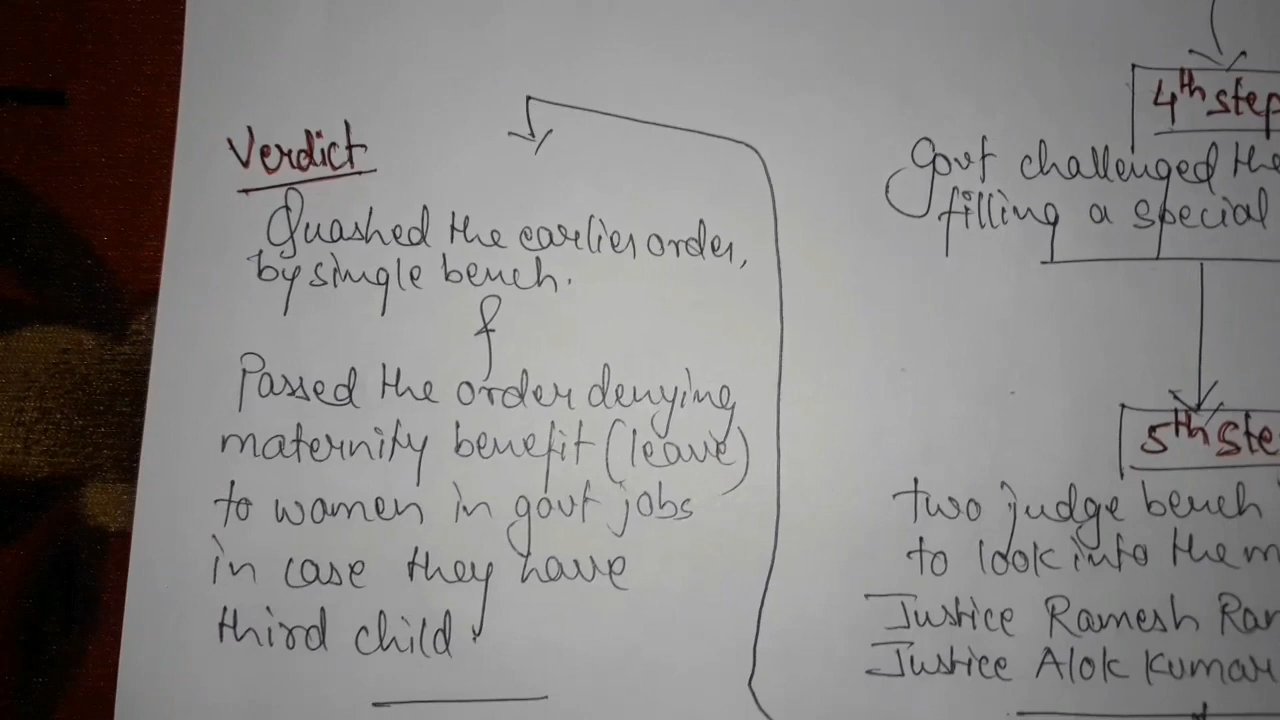 Verdict
Quashed the earlier order,
by single bench.
&
Passed the order denying
maternity benefit (leave)
to women in govt jobs
in case they have
third child.
4th step
Govt challenged the
filling a special
5th Ste
two judge bench
to look into the m
Justice Ramesh Ran
Justice Alok Kumar